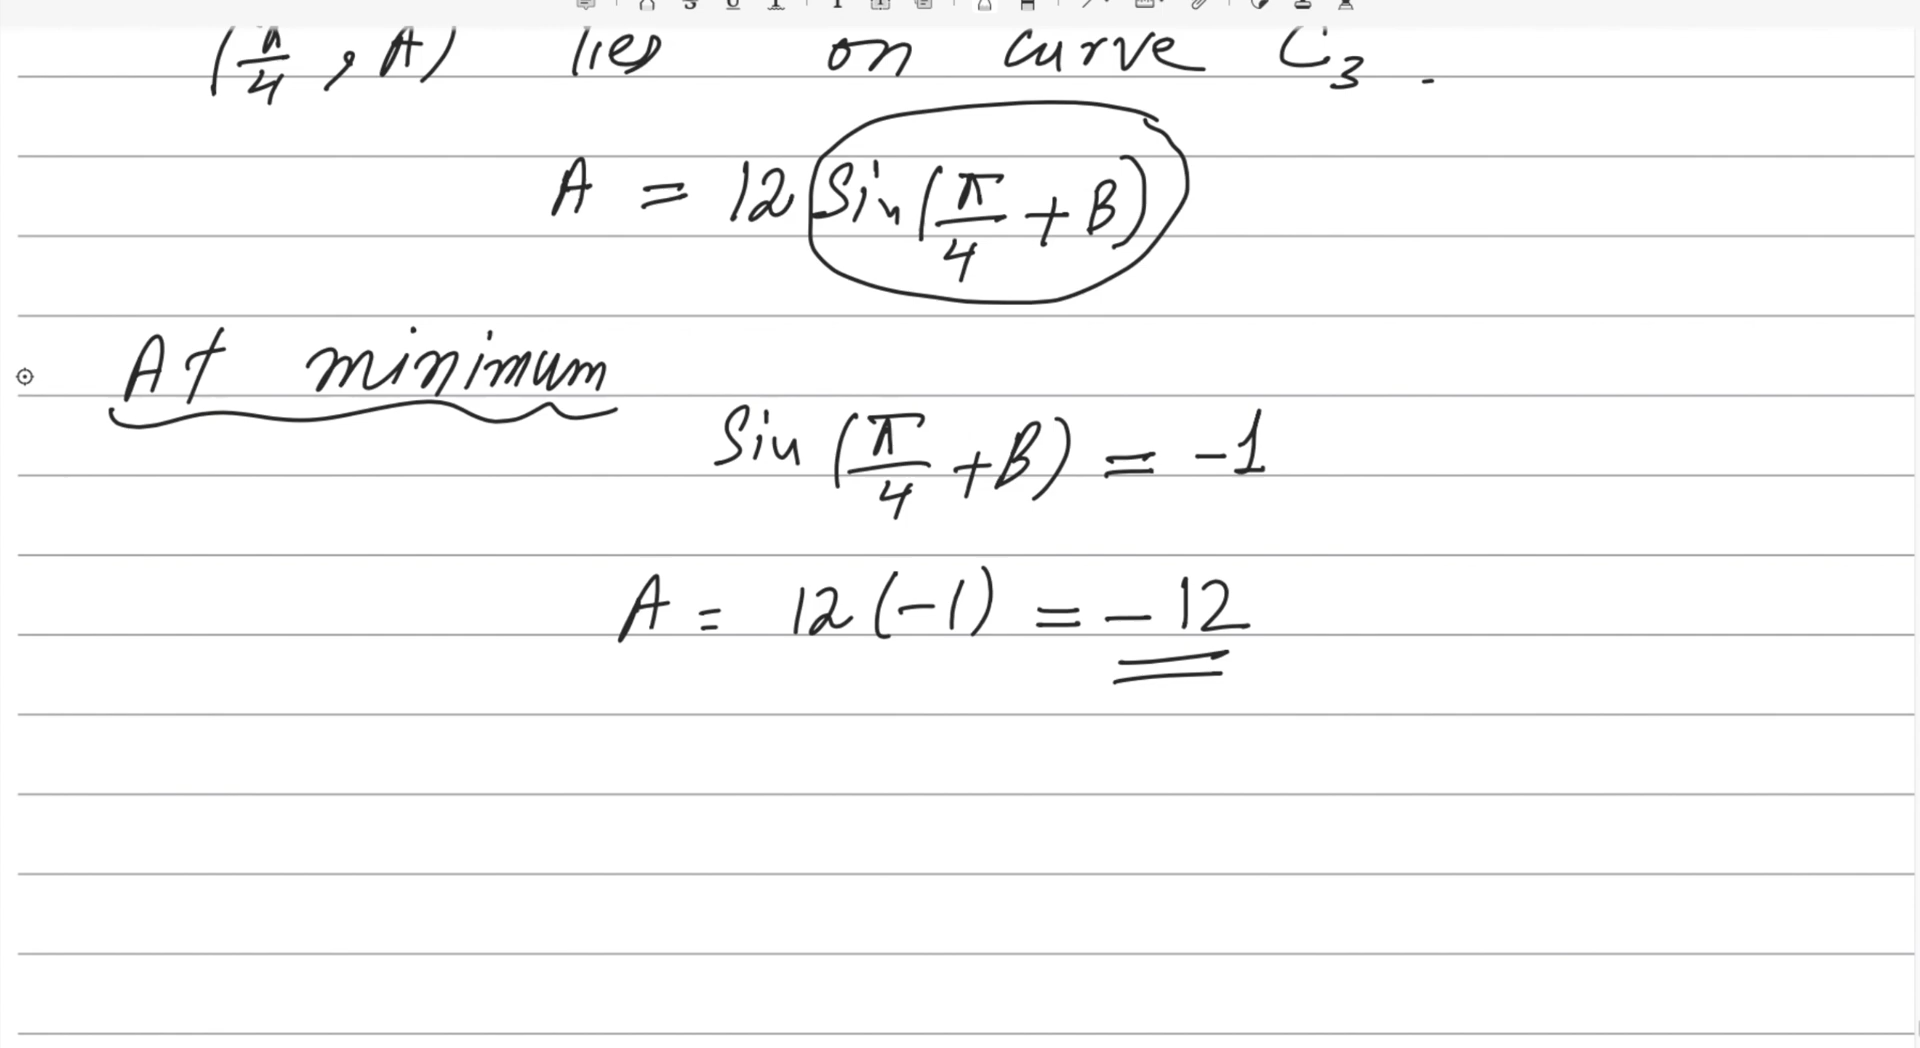 (π/4 , A) lies on curve C₃ .
A = 12 Sin(π/4 + B)
At minimum
Sin (π/4 + B) = -1
A = 12 (-1) = -12